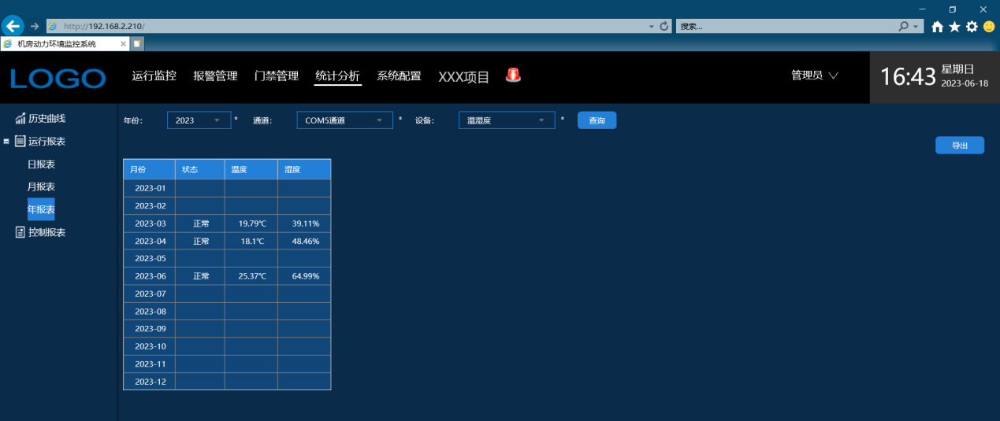 http://192.168.2.210/
搜索...
机房动力环境监控系统
LOGO
运行监控 报警管理 门禁管理 统计分析 系统配置 XXX项目
管理员
16:43
星期日
2023-06-18
历史曲线
运行报表
日报表
月报表
年报表
控制报表
年份: 2023 * 通道: COM5通道 * 设备: 温湿度 * 查询
导出
月份 状态 温度 湿度
2023-01
2023-02
2023-03 正常 19.79℃ 39.11%
2023-04 正常 18.1℃ 48.46%
2023-05
2023-06 正常 25.37℃ 64.99%
2023-07
2023-08
2023-09
2023-10
2023-11
2023-12